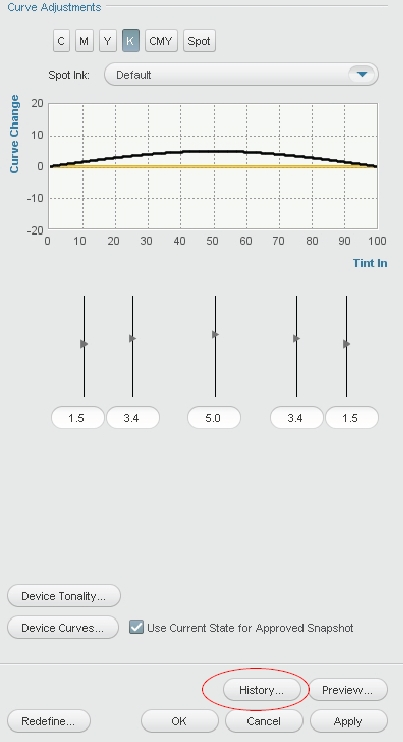 Curve Adjustments
C M Y K CMY Spot
Spot Ink: Default
Curve Change
20
10
0
-10
-20
0 10 20 30 40 50 60 70 80 90 100
Tint In
1.5 3.4 5.0 3.4 1.5
Device Tonality...
Device Curves... Use Current State for Approved Snapshot
History... Preview...
Redefine... OK Cancel Apply